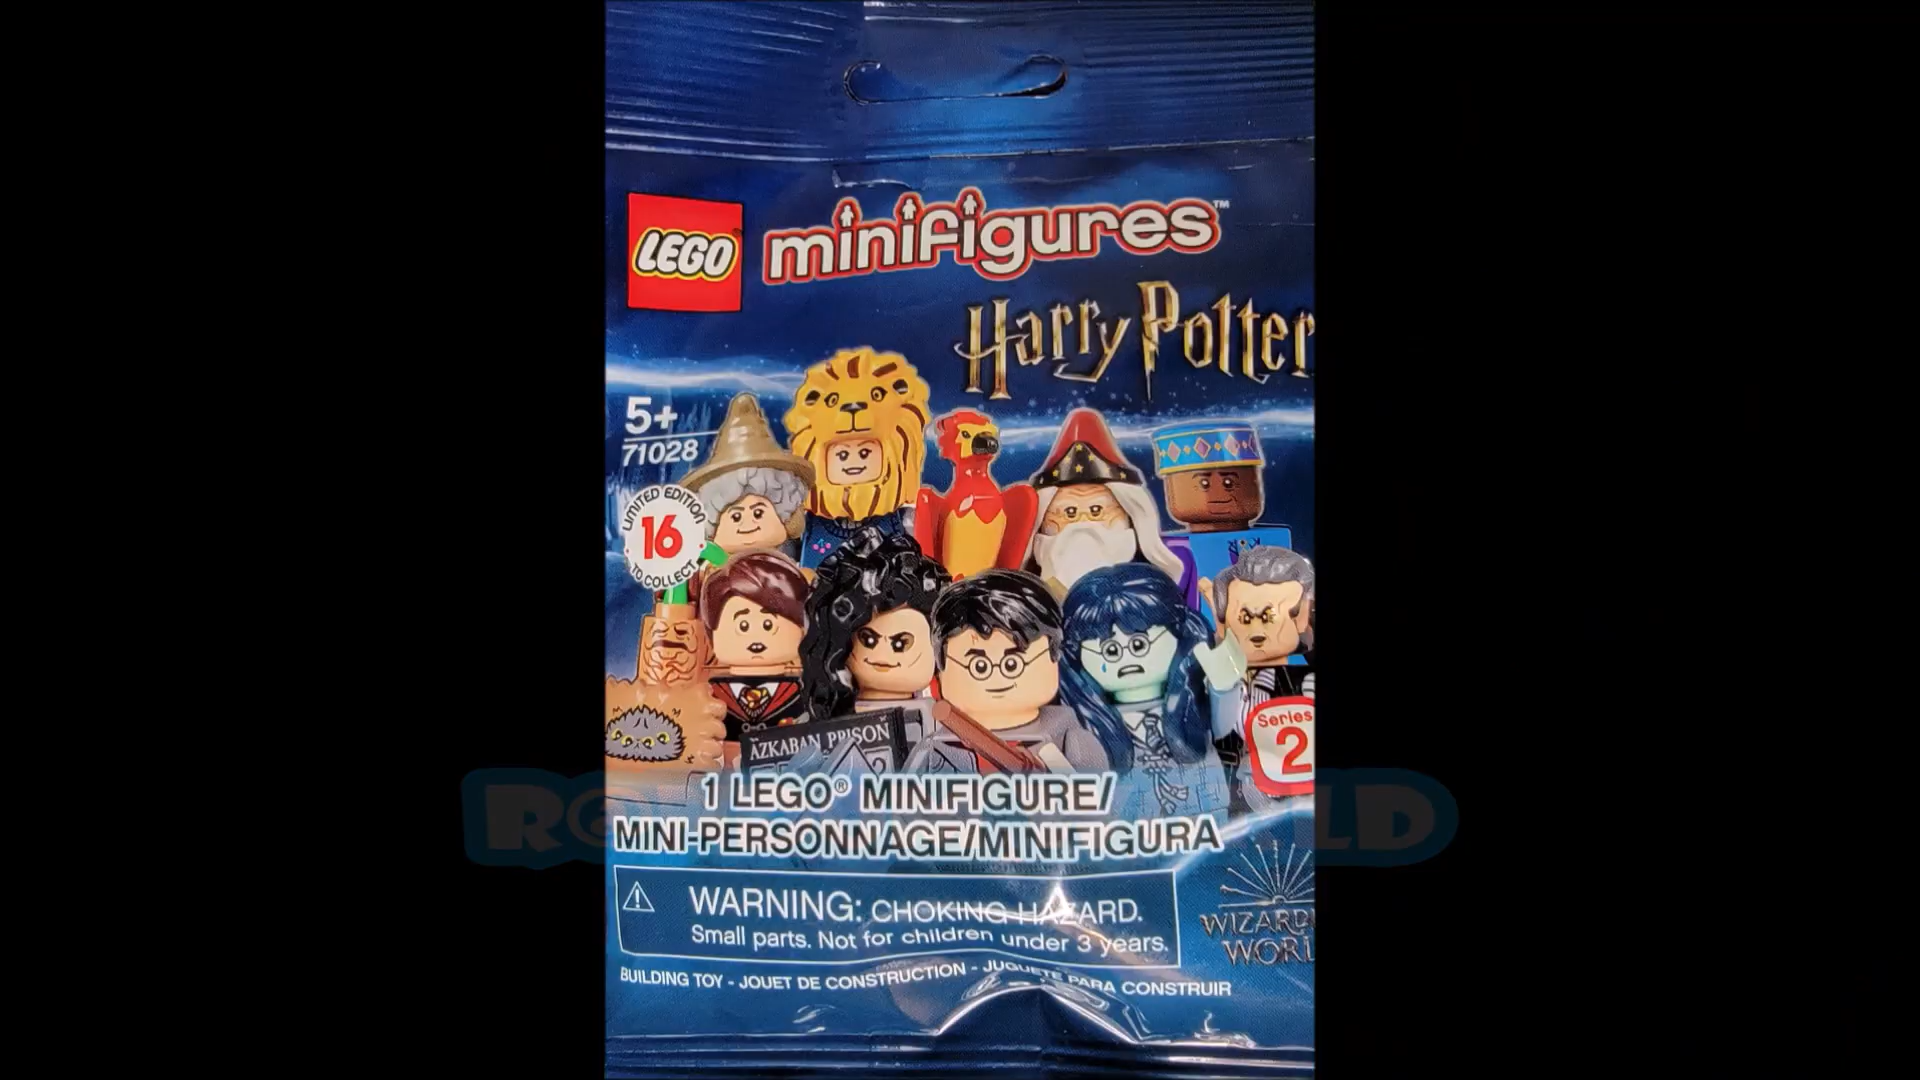 LEGO
minifigures™
Harry Potter
5+
71028
LIMITED EDITION
16
TO COLLECT
AZKABAN PRISON
Series
2
1 LEGO® MINIFIGURE/
MINI-PERSONNAGE/MINIFIGURA
WARNING: CHOKING HAZARD.
Small parts. Not for children under 3 years.
BUILDING TOY - JOUET DE CONSTRUCTION - JUGUETE PARA CONSTRUIR